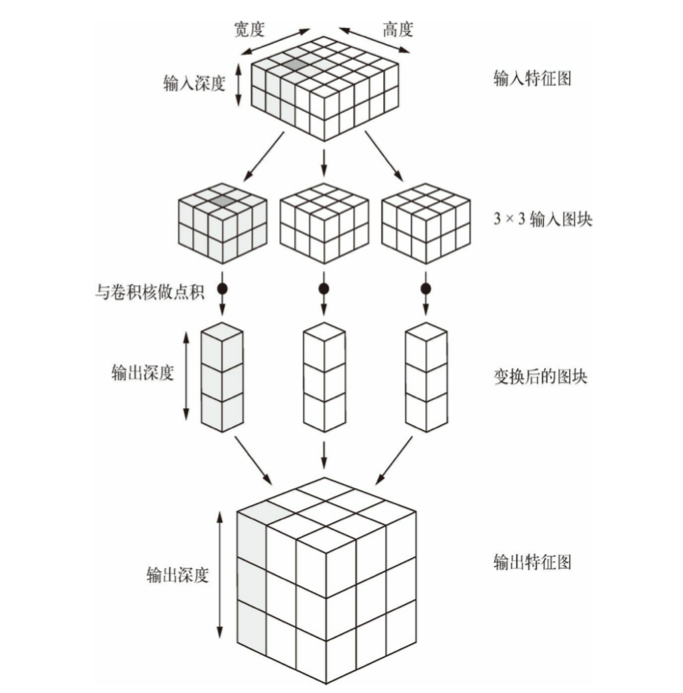 宽度
高度
输入深度
输入特征图
3 × 3 输入图块
与卷积核做点积
输出深度
变换后的图块
输出深度
输出特征图